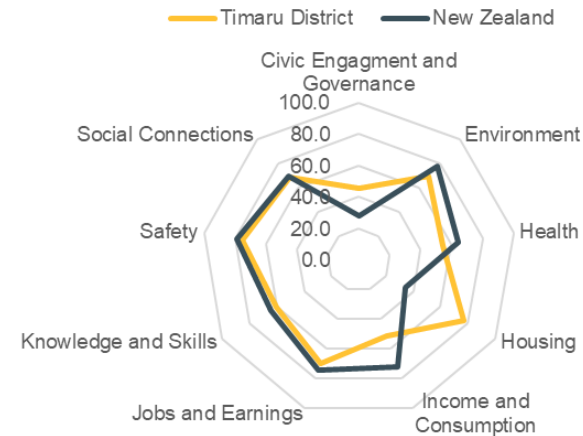 Timaru District
New Zealand
Civic Engagment and
Governance
100.0
80.0
60.0
40.0
20.0
0.0
Social Connections
Environment
Safety
Health
Knowledge and Skills
Housing
Jobs and Earnings
Income and
Consumption